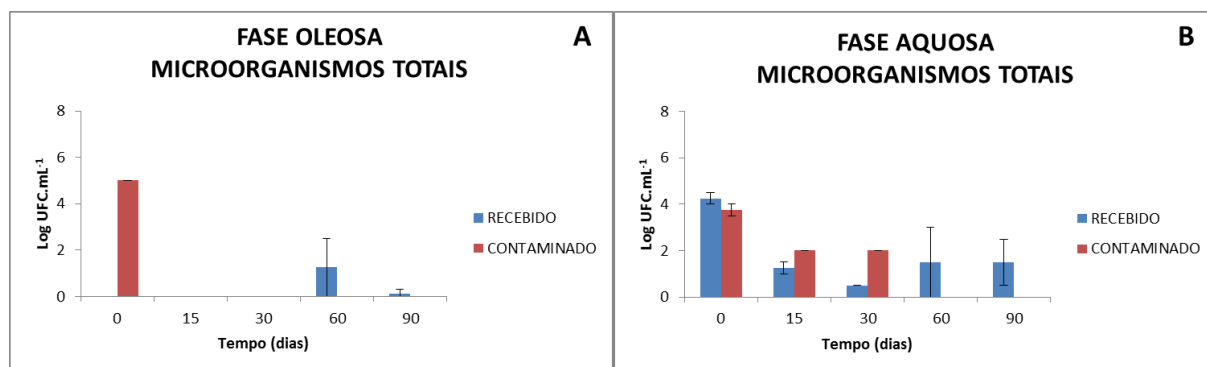 FASE OLEOSA
MICROORGANISMOS TOTAIS
A
8
6
4
2
0
Log UFC.mL-1
0 15 30 60 90
Tempo (dias)
RECEBIDO
CONTAMINADO
FASE AQUOSA
MICROORGANISMOS TOTAIS
B
8
6
4
2
0
Log UFC.mL-1
0 15 30 60 90
Tempo (dias)
RECEBIDO
CONTAMINADO